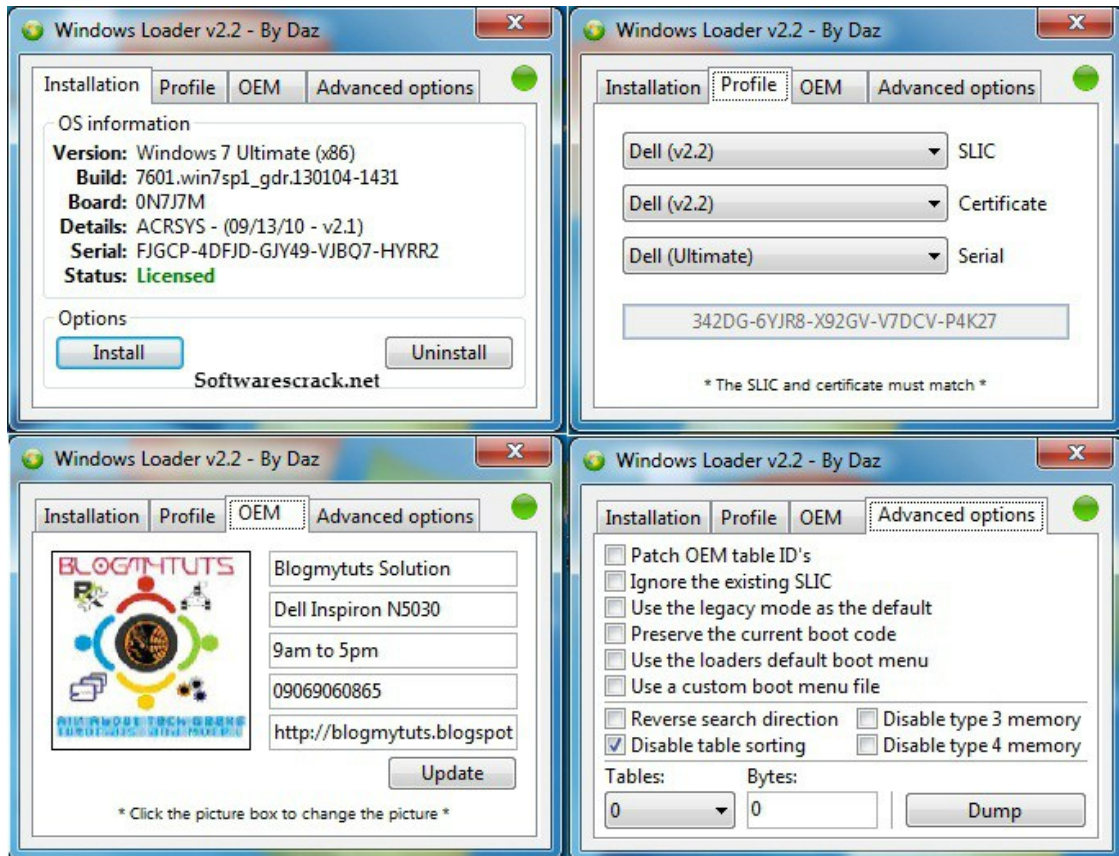 Windows Loader v2.2 - By Daz
Installation Profile OEM Advanced options
OS information
Version: Windows 7 Ultimate (x86)
Build: 7601.win7sp1_gdr.130104-1431
Board: 0N7J7M
Details: ACRSYS - (09/13/10 - v2.1)
Serial: FJGCP-4DFJD-GJY49-VJBQ7-HYRR2
Status: Licensed
Options
Install Uninstall
Softwarescrack.net
Windows Loader v2.2 - By Daz
Installation Profile OEM Advanced options
Dell (v2.2) SLIC
Dell (v2.2) Certificate
Dell (Ultimate) Serial
342DG-6YJR8-X92GV-V7DCV-P4K27
* The SLIC and certificate must match *
Windows Loader v2.2 - By Daz
Installation Profile OEM Advanced options
BLOGMYTUTS
Blogmytuts Solution
Dell Inspiron N5030
9am to 5pm
09069060865
http://blogmytuts.blogspot
Update
* Click the picture box to change the picture *
Windows Loader v2.2 - By Daz
Installation Profile OEM Advanced options
Patch OEM table ID's
Ignore the existing SLIC
Use the legacy mode as the default
Preserve the current boot code
Use the loaders default boot menu
Use a custom boot menu file
Reverse search direction Disable type 3 memory
Disable table sorting Disable type 4 memory
Tables: Bytes:
0 0 Dump